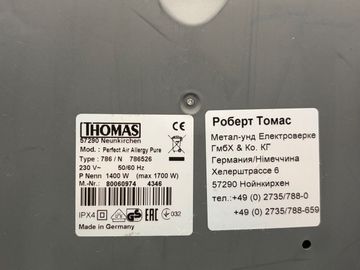 THOMAS
57290 Neunkirchen
Mod. : Perfect Air Allergy Pure
Type : 786 / N 786526
230 V~ 50/60 Hz
P Nenn 1400 W (max 1700 W)
M.-Nr.: 80060974 4346
IPX4
032
Made in Germany
Роберт Томас
Метал-унд Електроверке
ГмбХ & Ко. КГ
Германия/Німеччина
Хелерштрассе 6
57290 Нойнкирхен
тел.:+49 (0) 2735/788-0
+49 (0) 2735/788-659